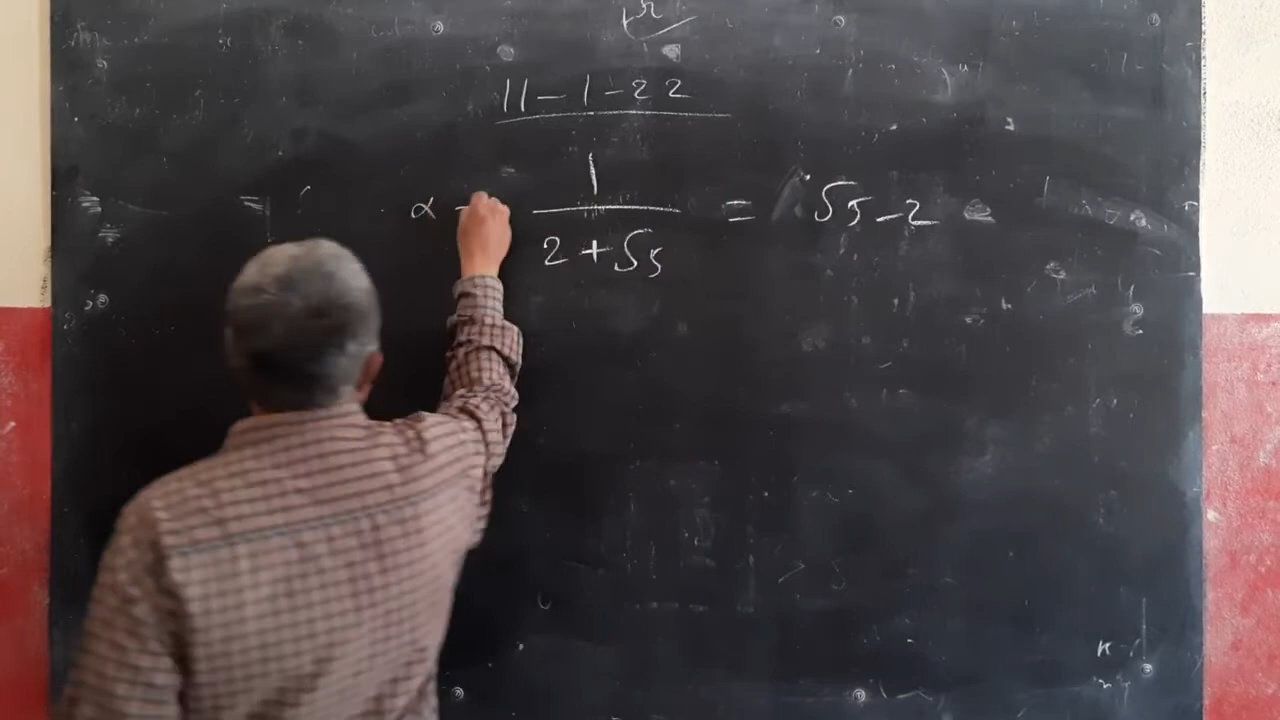 11-1-22
α = 1/(2+√5) = √5-2